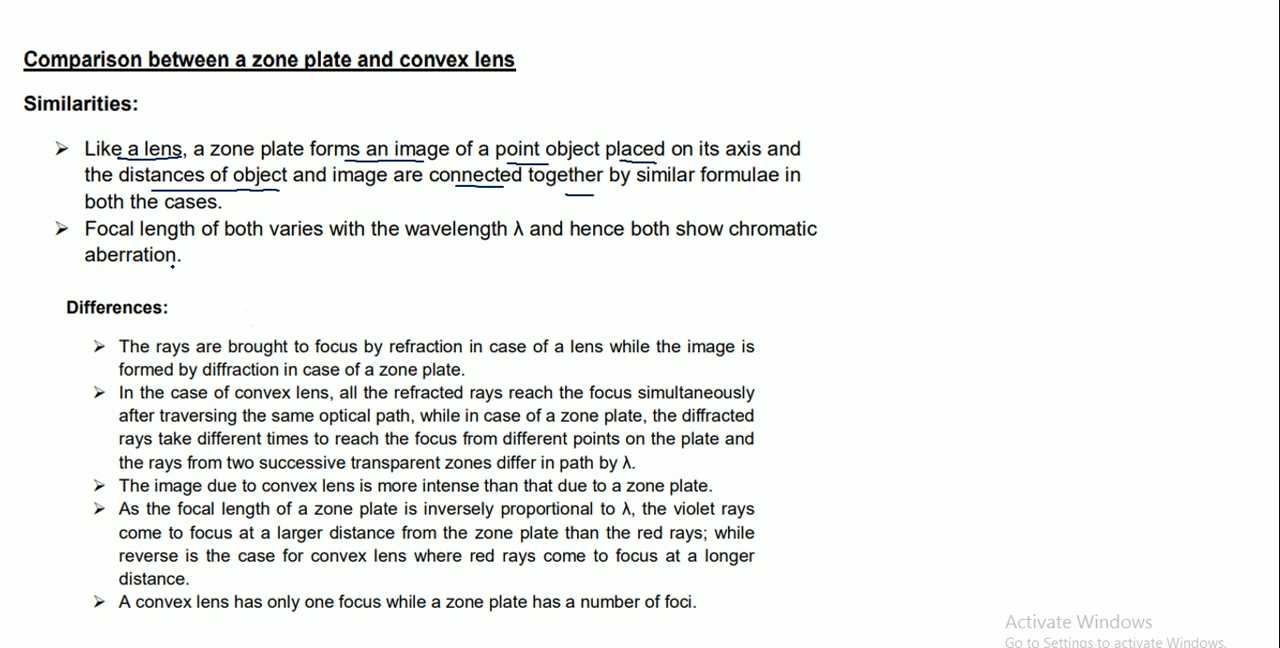 Comparison between a zone plate and convex lens
Similarities:
➢ Like a lens, a zone plate forms an image of a point object placed on its axis and
the distances of object and image are connected together by similar formulae in
both the cases.
➢ Focal length of both varies with the wavelength λ and hence both show chromatic
aberration.
Differences:
➢ The rays are brought to focus by refraction in case of a lens while the image is
formed by diffraction in case of a zone plate.
➢ In the case of convex lens, all the refracted rays reach the focus simultaneously
after traversing the same optical path, while in case of a zone plate, the diffracted
rays take different times to reach the focus from different points on the plate and
the rays from two successive transparent zones differ in path by λ.
➢ The image due to convex lens is more intense than that due to a zone plate.
➢ As the focal length of a zone plate is inversely proportional to λ, the violet rays
come to focus at a larger distance from the zone plate than the red rays; while
reverse is the case for convex lens where red rays come to focus at a longer
distance.
➢ A convex lens has only one focus while a zone plate has a number of foci.
Activate Windows
Go to Settings to activate Windows.